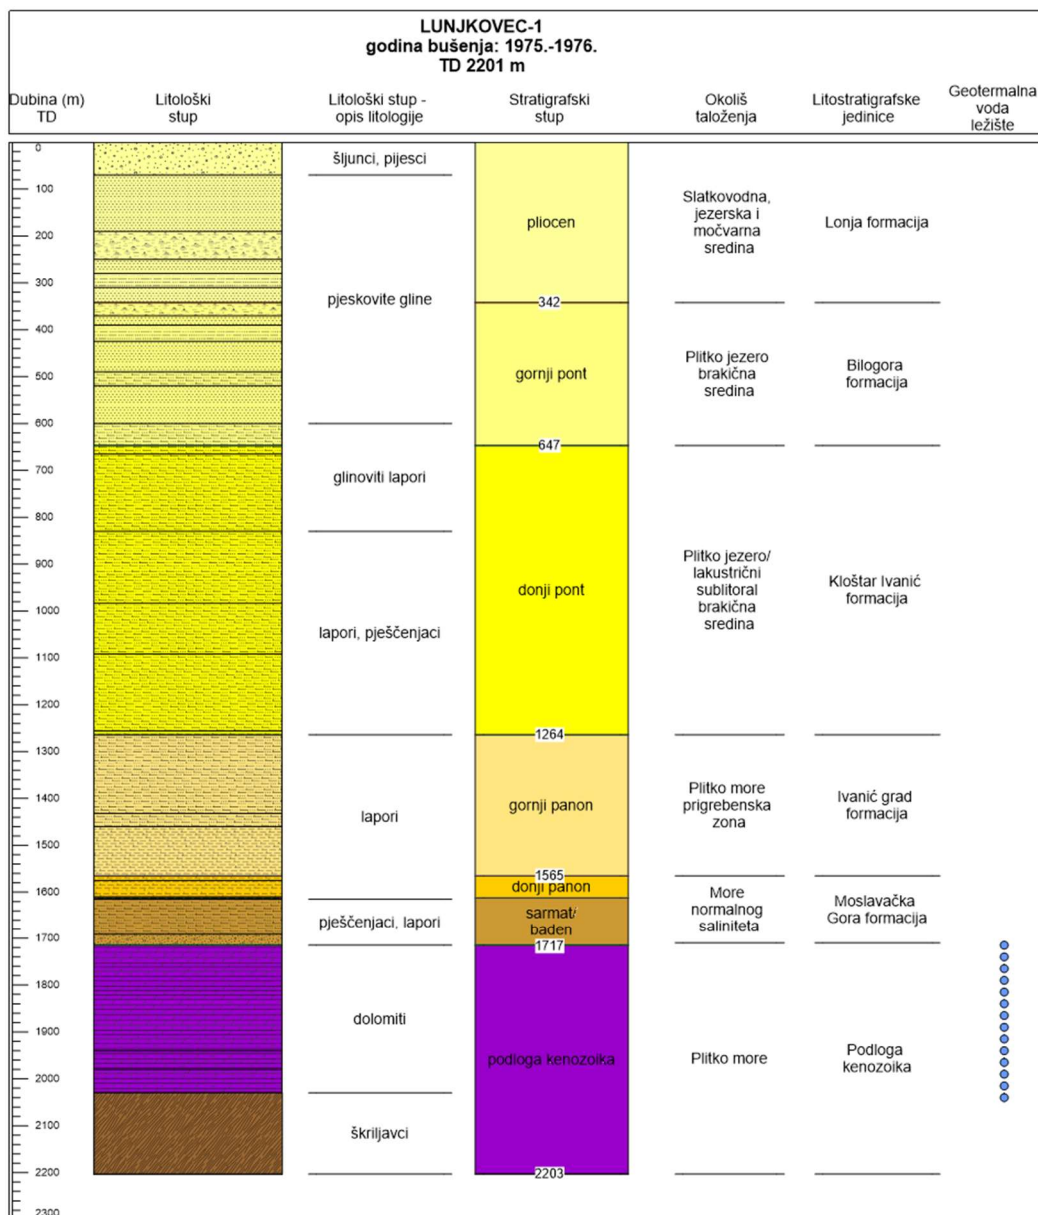 LUNJKOVEC-1
godina bušenja: 1975.-1976.
TD 2201 m
Dubina (m)
TD
Litološki
stup
Litološki stup -
opis litologije
Stratigrafski
stup
Okoliš
taloženja
Litostratigrafske
jedinice
Geotermalna
voda
ležište
0
100
200
300
400
500
600
700
800
900
1000
1100
1200
1300
1400
1500
1600
1700
1800
1900
2000
2100
2200
2300
šljunci, pijesci
pjeskovite gline
glinoviti lapori
lapori, pješčenjaci
lapori
pješčenjaci, lapori
dolomiti
škriljavci
pliocen
342
gornji pont
647
donji pont
1264
gornji panon
1565
donji panon
sarmat/
baden
1717
podloga kenozoika
2203
Slatkovodna,
jezerska i
močvarna
sredina
Plitko jezero
brakična
sredina
Plitko jezero/
lakustrični
sublitoral
brakična
sredina
Plitko more
prigrebenska
zona
More
normalnog
saliniteta
Plitko more
Lonja formacija
Bilogora
formacija
Kloštar Ivanić
formacija
Ivanić grad
formacija
Moslavačka
Gora formacija
Podloga
kenozoika